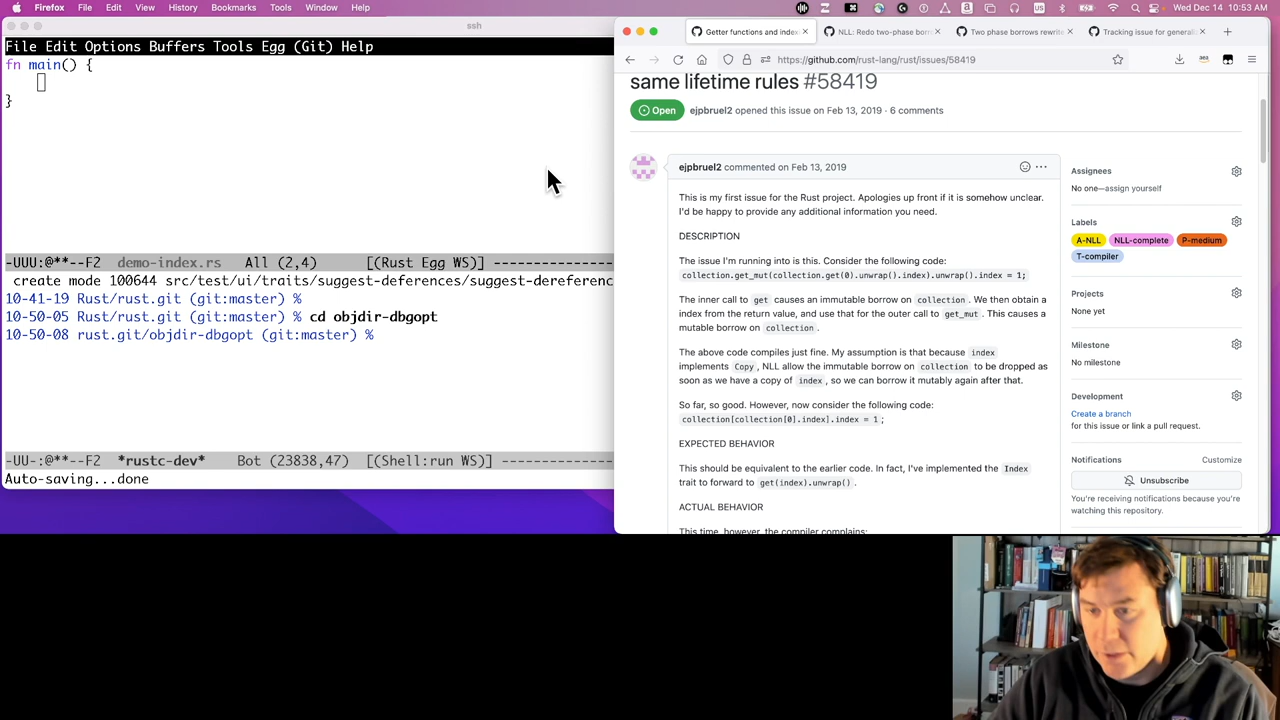 Firefox File Edit View History Bookmarks Tools Window Help
Wed Dec 14 10:53 AM
ssh
File Edit Options Buffers Tools Egg (Git) Help
fn main() {
}
-UUU:@**--F2 demo-index.rs All (2,4) [(Rust Egg WS)]
create mode 100644 src/test/ui/traits/suggest-deferences/suggest-dereferenc
10-41-19 Rust/rust.git (git:master) %
10-50-05 Rust/rust.git (git:master) % cd objdir-dbgopt
10-50-08 rust.git/objdir-dbgopt (git:master) %
-UU-:@**--F2 *rustc-dev* Bot (23838,47) [(Shell:run WS)]
Auto-saving...done
Getter functions and index
NLL: Redo two-phase borr
Two phase borrows rewrite
Tracking issue for general
https://github.com/rust-lang/rust/issues/58419
same lifetime rules #58419
Open ejpbruel2 opened this issue on Feb 13, 2019 · 6 comments
ejpbruel2 commented on Feb 13, 2019
This is my first issue for the Rust project. Apologies up front if it is somehow unclear.
I'd be happy to provide any additional information you need.
DESCRIPTION
The issue I'm running into is this. Consider the following code:
collection.get_mut(collection.get(0).unwrap().index).unwrap().index = 1;
The inner call to get causes an immutable borrow on collection. We then obtain a
index from the return value, and use that for the outer call to get_mut. This causes a
mutable borrow on collection.
The above code compiles just fine. My assumption is that because index
implements Copy, NLL allow the immutable borrow on collection to be dropped as
soon as we have a copy of index, so we can borrow it mutably again after that.
So far, so good. However, now consider the following code:
collection[collection[0].index].index = 1;
EXPECTED BEHAVIOR
This should be equivalent to the earlier code. In fact, I've implemented the Index
trait to forward to get(index).unwrap().
ACTUAL BEHAVIOR
This time, however, the compiler complains:
Assignees
No one—assign yourself
Labels
A-NLL NLL-complete P-medium
T-compiler
Projects
None yet
Milestone
No milestone
Development
Create a branch
for this issue or link a pull request.
Notifications Customize
Unsubscribe
You're receiving notifications because you're
watching this repository.